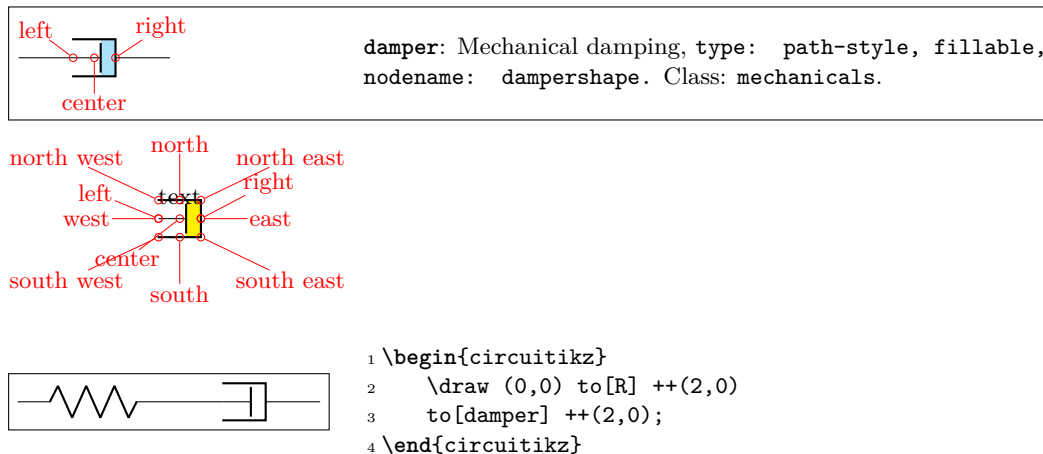 left
right
center
damper: Mechanical damping, type: path-style, fillable,
nodename: dampershape. Class: mechanicals.
north west
north
north east
text
right
left
west
east
center
south west
south
south east
1 \begin{circuitikz}
2 \draw (0,0) to[R] ++(2,0)
3 to[damper] ++(2,0);
4 \end{circuitikz}